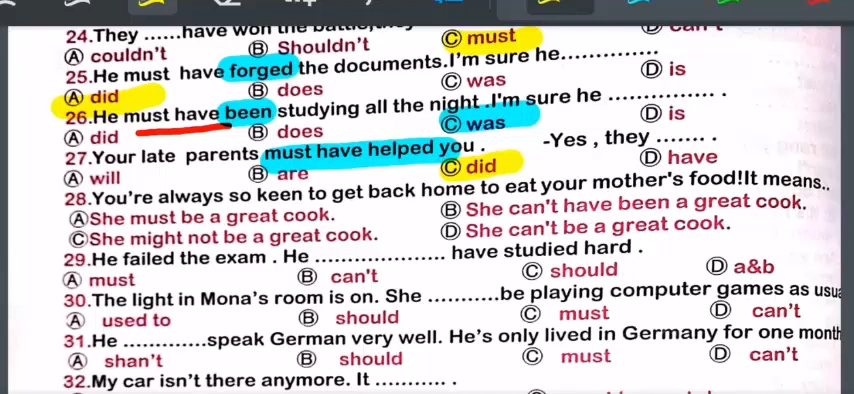 24.They ......have won the battle,they
Ⓐ couldn't Ⓑ Shouldn't Ⓒ must Ⓓ can't
25.He must have forged the documents.I'm sure he..............
Ⓐ did Ⓑ does Ⓒ was Ⓓ is
26.He must have been studying all the night .I'm sure he ............... .
Ⓐ did Ⓑ does Ⓒ was Ⓓ is
27.Your late parents must have helped you . -Yes , they ....... .
Ⓐ will Ⓑ are Ⓒ did Ⓓ have
28.You're always so keen to get back home to eat your mother's food!It means..
ⒶShe must be a great cook. Ⓑ She can't have been a great cook.
ⒸShe might not be a great cook. Ⓓ She can't be a great cook.
29.He failed the exam . He ..................... have studied hard .
Ⓐ must Ⓑ can't Ⓒ should Ⓓ a&b
30.The light in Mona's room is on. She ...........be playing computer games as
Ⓐ used to Ⓑ should Ⓒ must Ⓓ can't
31.He .............speak German very well. He's only lived in Germany for one month
Ⓐ shan't Ⓑ should Ⓒ must Ⓓ can't
32.My car isn't there anymore. It ............ .